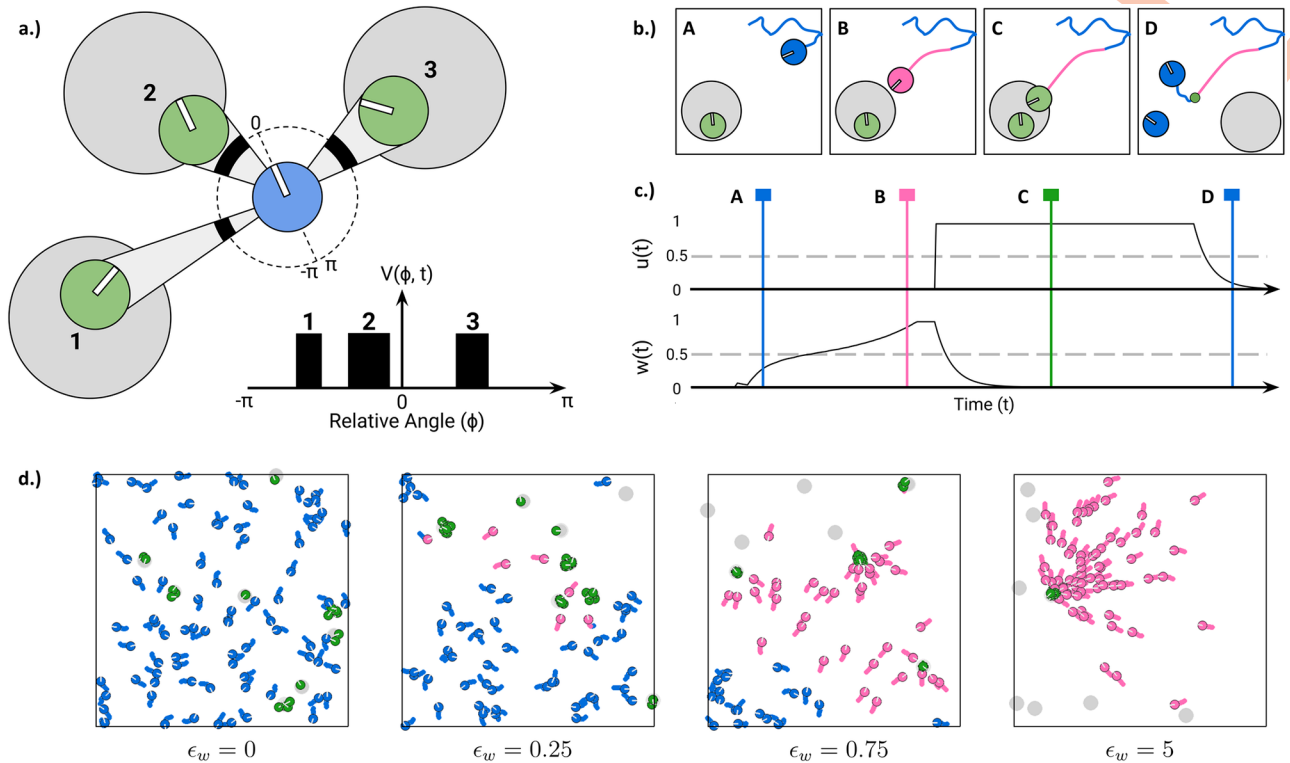 a.)
2
3
0
-π π
1
V(ϕ, t)
1 2 3
-π 0 π
Relative Angle (ϕ)
b.)
A B C D
c.)
A B C D
u(t)
1
0.5
0
w(t)
1
0.5
0
Time (t)
d.)
ϵw = 0
ϵw = 0.25
ϵw = 0.75
ϵw = 5